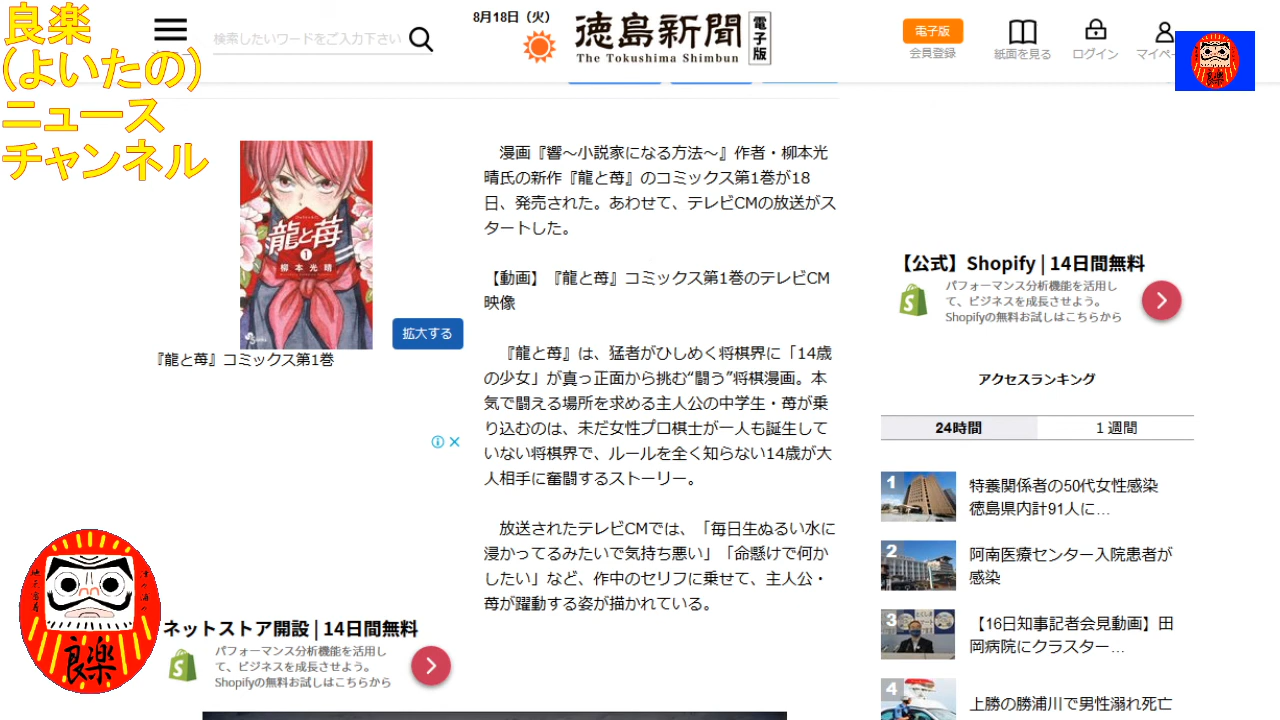 良楽
(よいたの)
ニュース
チャンネル
検索したいワードをご入力下さい
8月18日（火）
徳島新聞
電子版
The Tokushima Shimbun
電子版
会員登録
紙面を見る
ログイン
マイペー
良楽
龍と苺
1
柳本光晴
拡大する
『龍と苺』コミックス第1巻
漫画『響～小説家になる方法～』作者・柳本光
晴氏の新作『龍と苺』のコミックス第1巻が18
日、発売された。あわせて、テレビCMの放送がス
タートした。
【動画】『龍と苺』コミックス第1巻のテレビCM
映像
『龍と苺』は、猛者がひしめく将棋界に「14歳
の少女」が真っ正面から挑む“闘う”将棋漫画。本
気で闘える場所を求める主人公の中学生・苺が乗
り込むのは、未だ女性プロ棋士が一人も誕生して
いない将棋界で、ルールを全く知らない14歳が大
人相手に奮闘するストーリー。
放送されたテレビCMでは、「毎日生ぬるい水に
浸かってるみたいで気持ち悪い」「命懸けで何か
したい」など、作中のセリフに乗せて、主人公・
苺が躍動する姿が描かれている。
良楽
ネットストア開設 | 14日間無料
パフォーマンス分析機能を活用し
て、ビジネスを成長させよう。
Shopifyの無料お試しはこちらから
【公式】Shopify | 14日間無料
パフォーマンス分析機能を活用し
て、ビジネスを成長させよう。
Shopifyの無料お試しはこちらから
アクセスランキング
24時間
１週間
1
特養関係者の50代女性感染
徳島県内計91人に...
2
阿南医療センター入院患者が
感染
3
【16日知事記者会見動画】田
岡病院にクラスター...
4
上勝の勝浦川で男性溺れ死亡